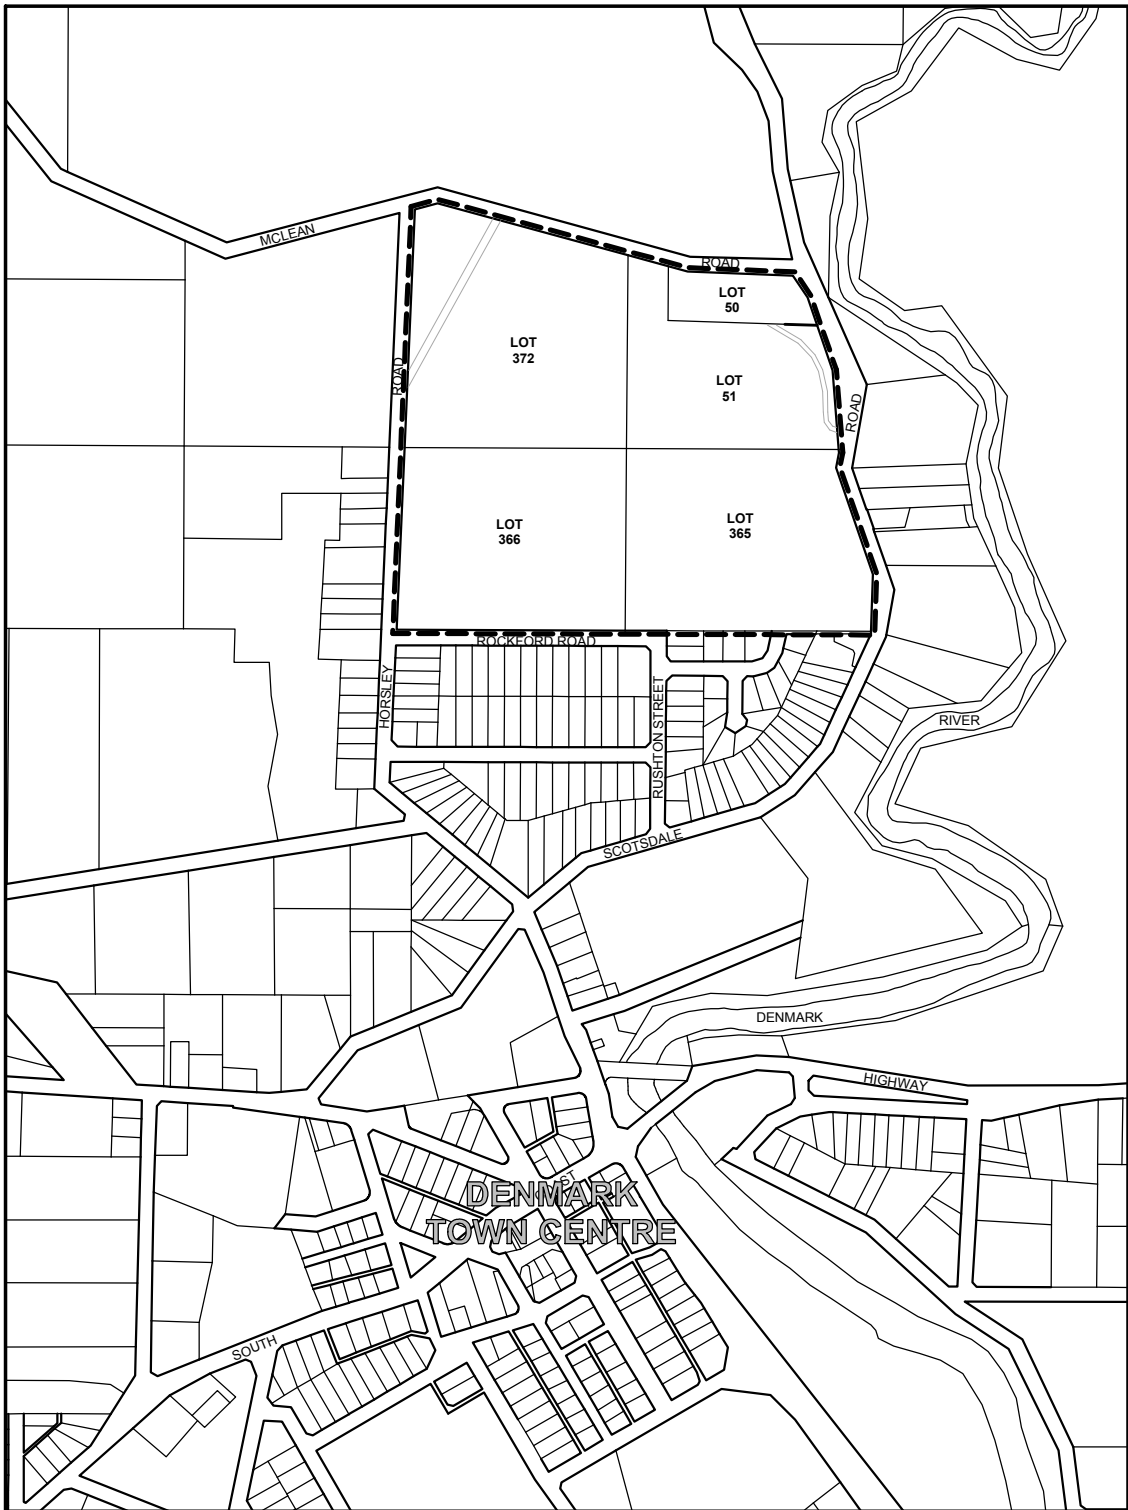 MCLEAN
ROAD
LOT
50
LOT
372
ROAD
LOT
51
ROAD
LOT
366
LOT
365
ROCKFORD ROAD
HORSLEY
RUSHTON STREET
RIVER
SCOTSDALE
DENMARK
HIGHWAY
ST
DENMARK
TOWN CENTRE
SOUTH